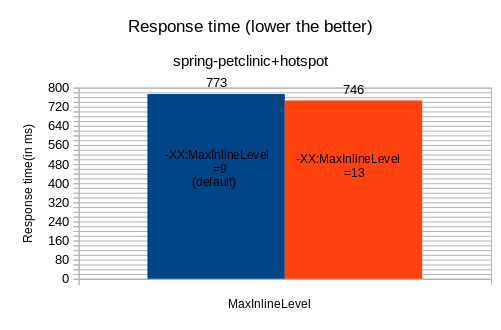 Response time (lower the better)
spring-petclinic+hotspot
773
746
800
720
640
560
480
400
320
240
160
80
0
Response time(in ms)
-XX:MaxInlineLevel
=9
(default)
-XX:MaxInlineLevel
=13
MaxInlineLevel